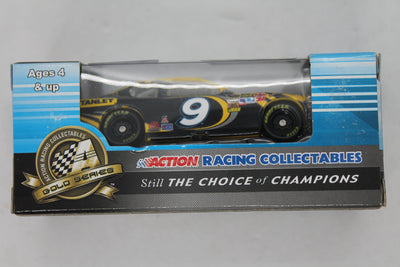 Ages 4
& up
STANLEY
9
ACTION RACING COLLECTABLES
GOLD SERIES
ACTION RACING COLLECTABLES
Still THE CHOICE of CHAMPIONS